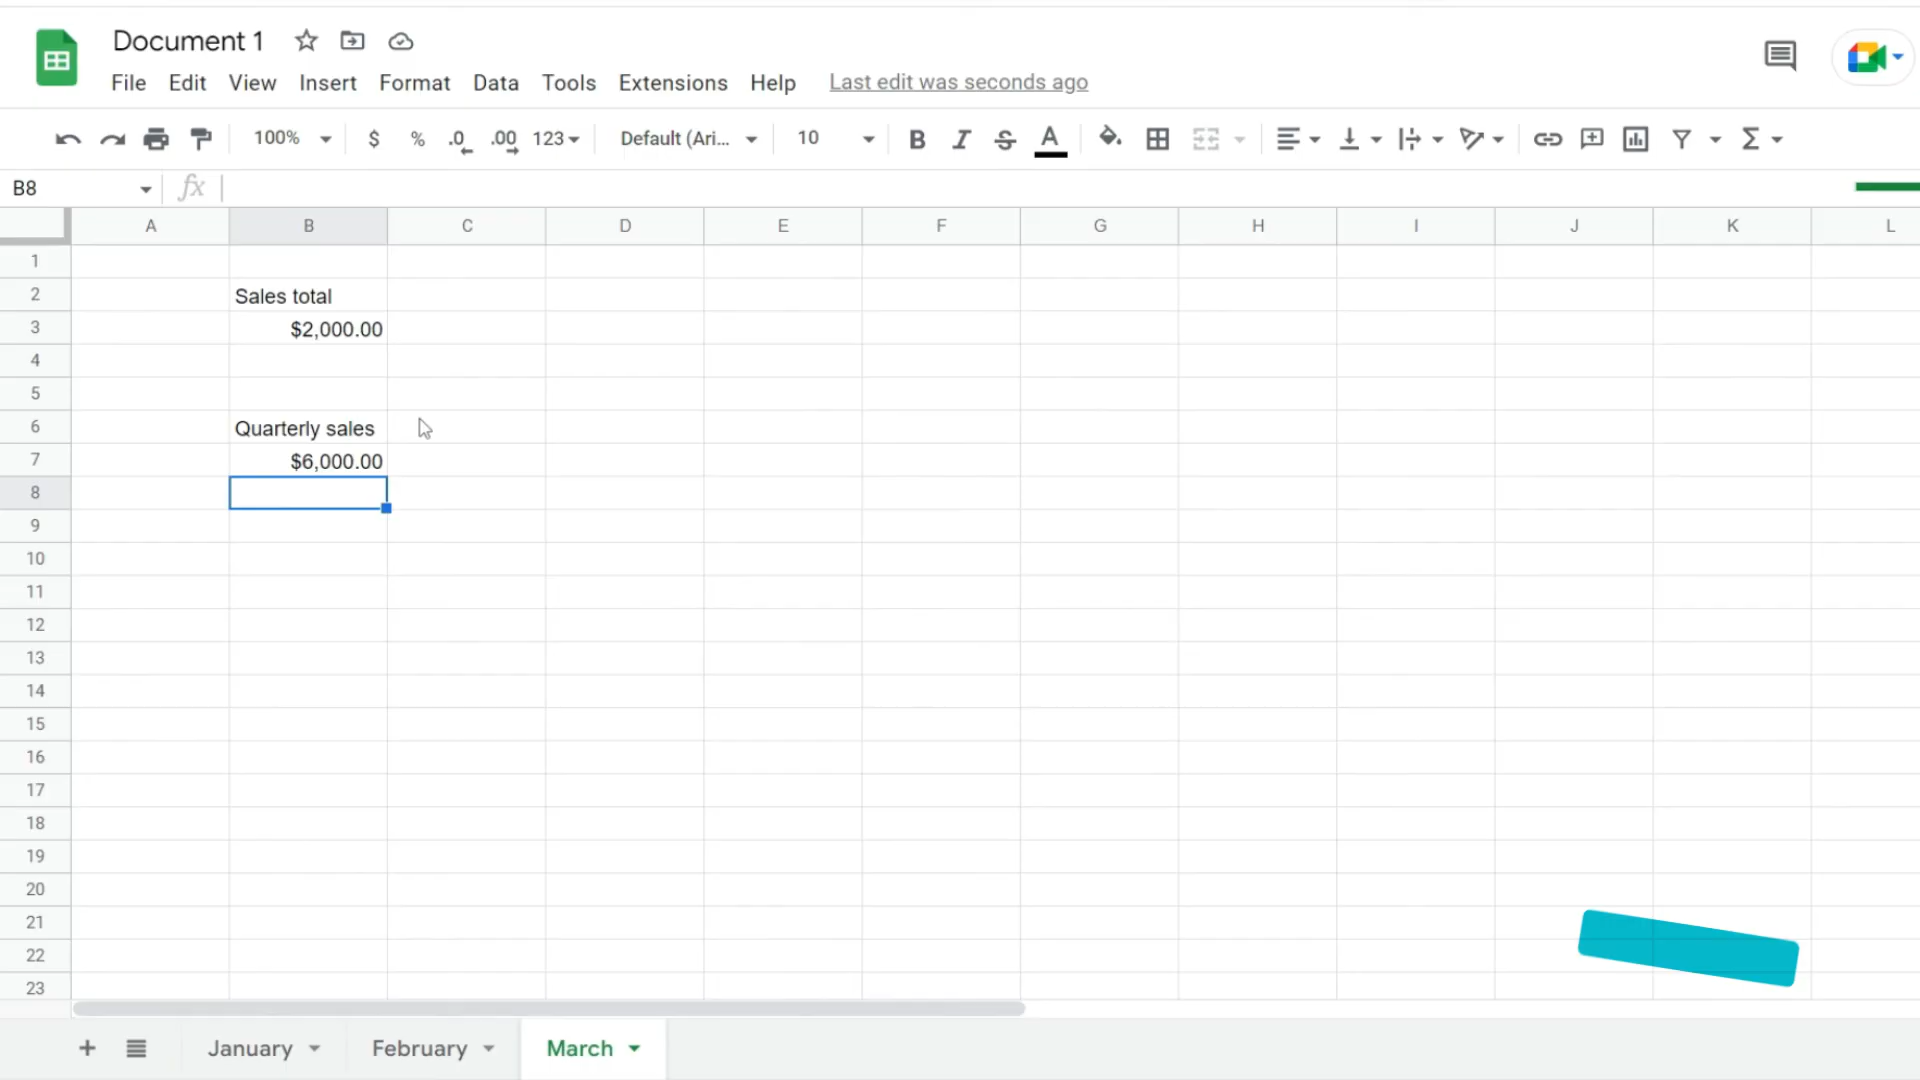 Document 1
File Edit View Insert Format Data Tools Extensions Help Last edit was seconds ago
100% $ % .0 .00 123 Default (Ari... 10 B I S A
B8 fx
A B C D E F G H I J K L
1
2 Sales total
3 $2,000.00
4
5
6 Quarterly sales
7 $6,000.00
8
9
10
11
12
13
14
15
16
17
18
19
20
21
22
23
January February March